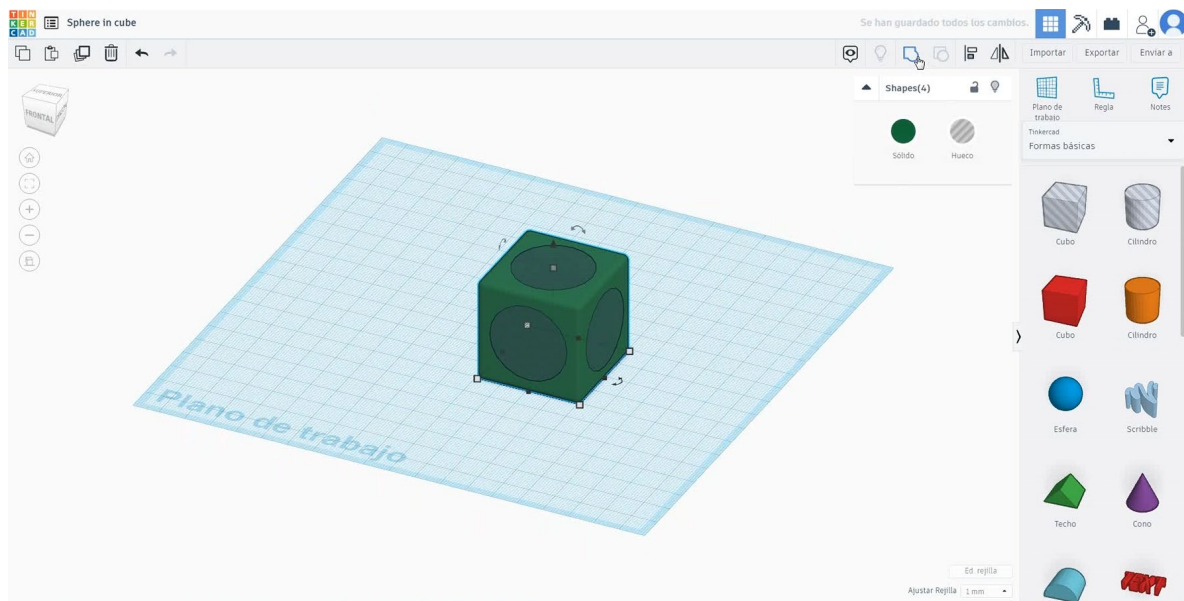 TIN
KER
CAD
Sphere in cube
Se han guardado todos los cambios.
Importar
Exportar
Enviar a
Shapes(4)
Sólido
Hueco
Plano de
trabajo
Regla
Notes
Tinkercad
Formas básicas
FRONTAL
Cubo
Cilindro
Cubo
Cilindro
Esfera
Scribble
Techo
Cono
TEXT
Plano de trabajo
Ed. rejilla
Ajustar Rejilla
1 mm